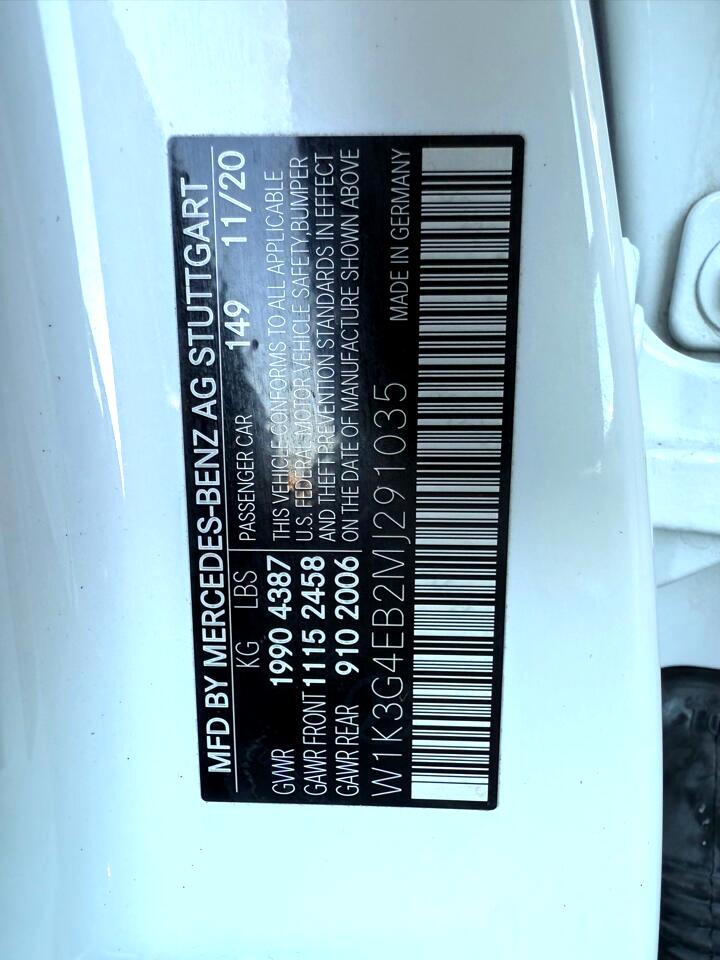 MFD BY MERCEDES-BENZ AG STUTTGART
KG LBS
GVWR 1990 4387
GAWR FRONT 1115 2458
GAWR REAR 910 2006
PASSENGER CAR 149 11/20
THIS VEHICLE CONFORMS TO ALL APPLICABLE
U.S. FEDERAL MOTOR VEHICLE SAFETY, BUMPER
AND THEFT PREVENTION STANDARDS IN EFFECT
ON THE DATE OF MANUFACTURE SHOWN ABOVE
W1K3G4EB2MJ291035
MADE IN GERMANY